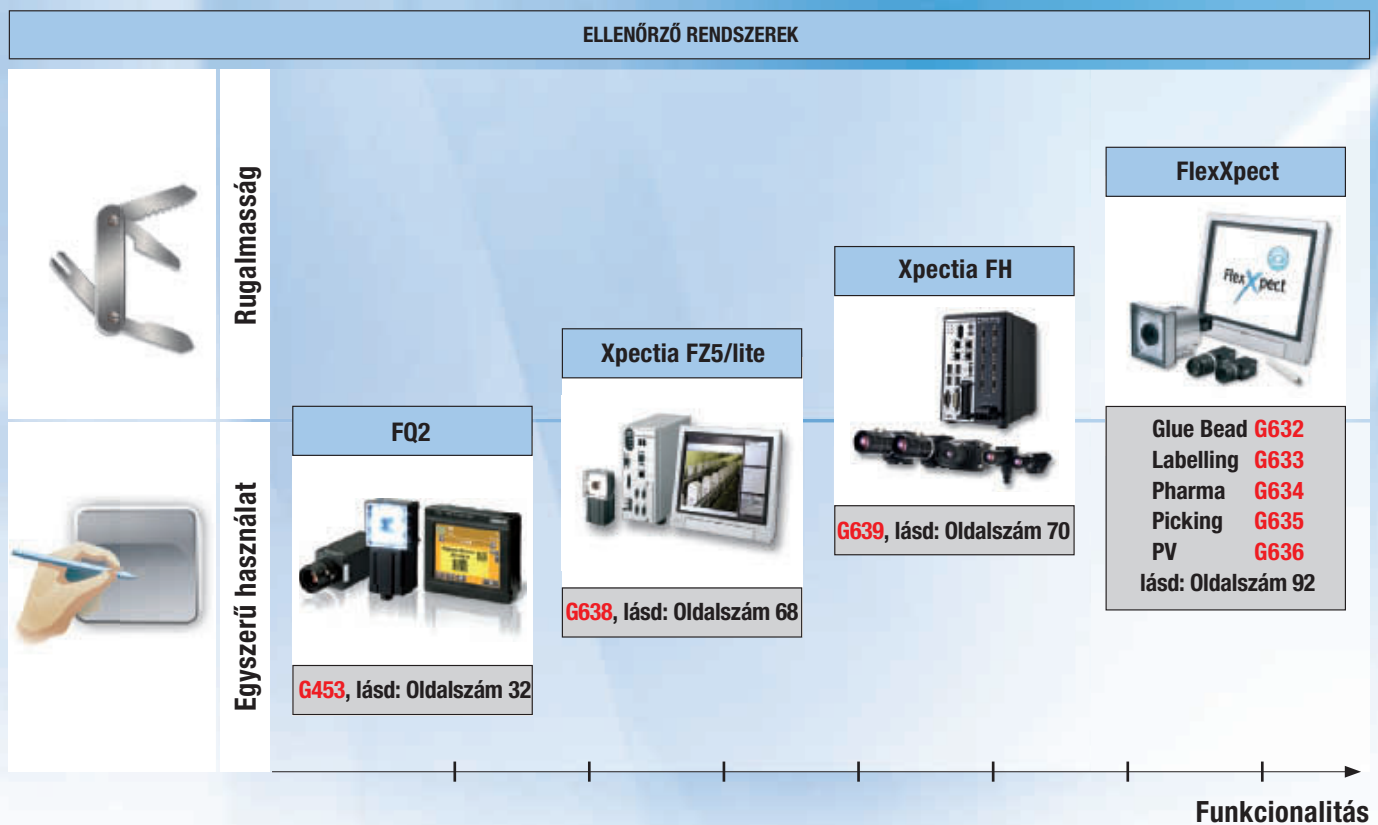 ELLENŐRZŐ RENDSZEREK
Rugalmasság
Egyszerű használat
FQ2
G453, lásd: Oldalszám 32
Xpectia FZ5/lite
G638, lásd: Oldalszám 68
Xpectia FH
G639, lásd: Oldalszám 70
FlexXpect
FlexXpect
Glue Bead G632
Labelling G633
Pharma G634
Picking G635
PV G636
lásd: Oldalszám 92
Funkcionalitás